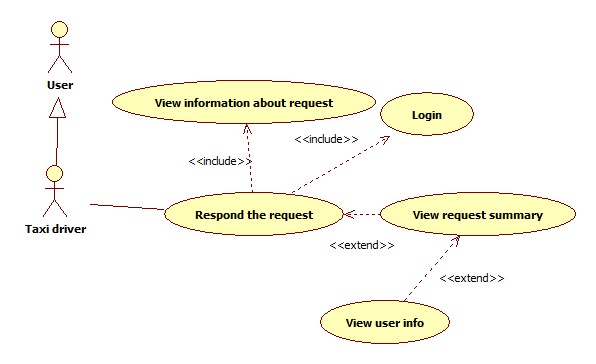 User
View information about request
Login
<<include>>
<<include>>
Taxi driver
Respond the request
View request summary
<<extend>>
<<extend>>
View user info